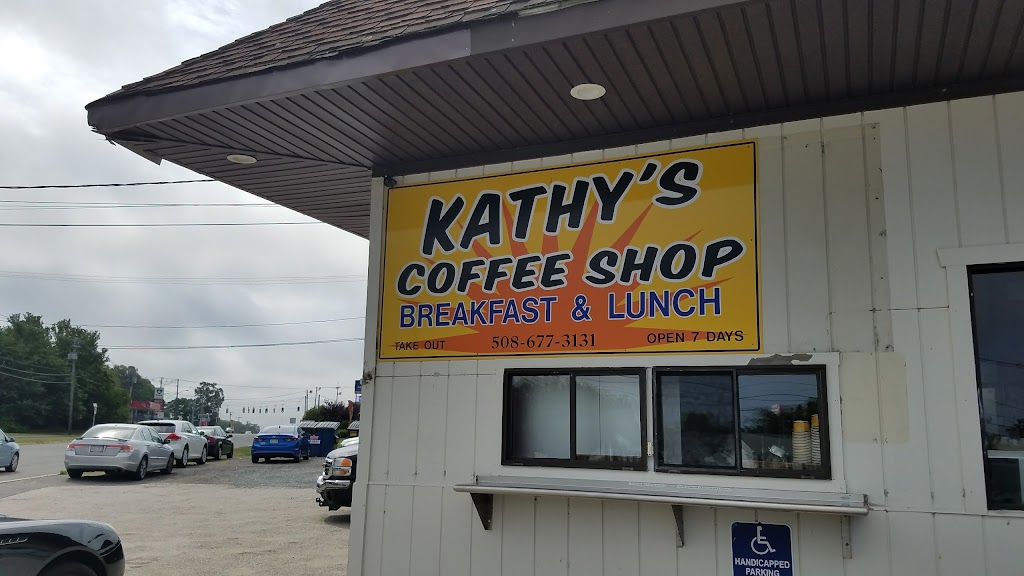 KATHY'S
COFFEE SHOP
BREAKFAST & LUNCH
TAKE OUT 508-677-3131 OPEN 7 DAYS
HANDICAPPED
PARKING